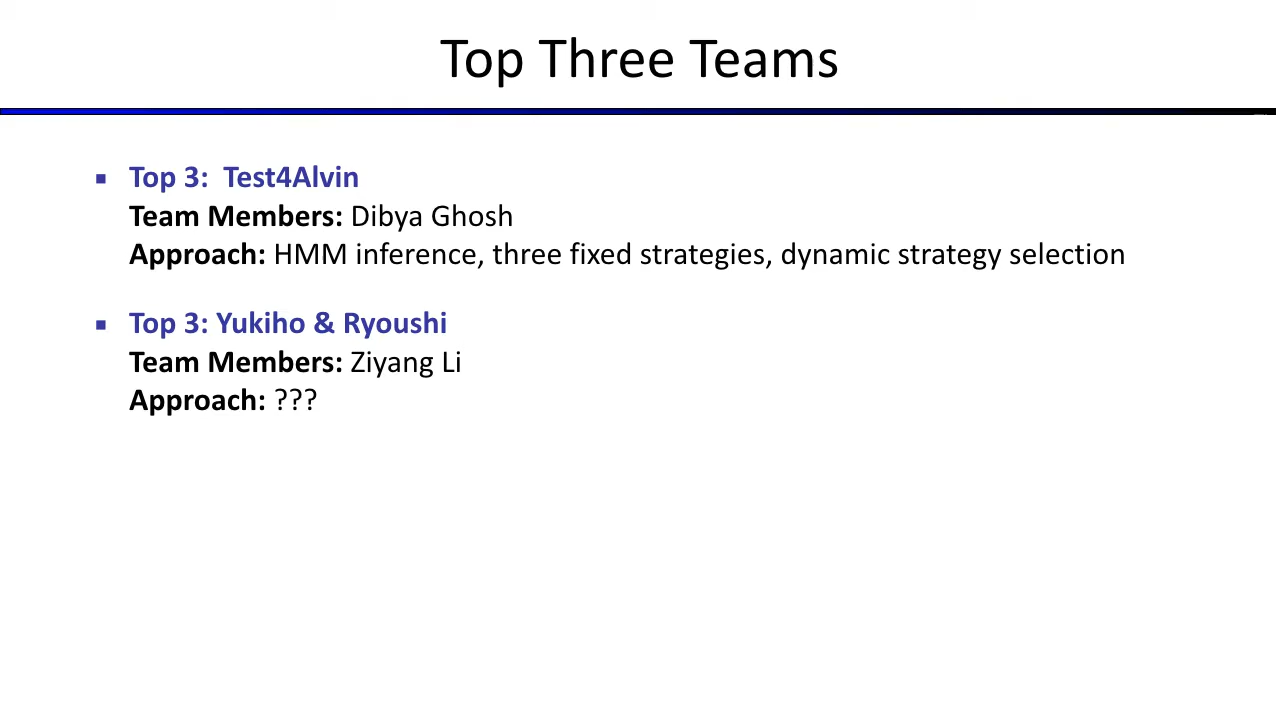 Top Three Teams
Top 3: Test4Alvin
Team Members: Dibya Ghosh
Approach: HMM inference, three fixed strategies, dynamic strategy selection
Top 3: Yukiho & Ryoushi
Team Members: Ziyang Li
Approach: ???